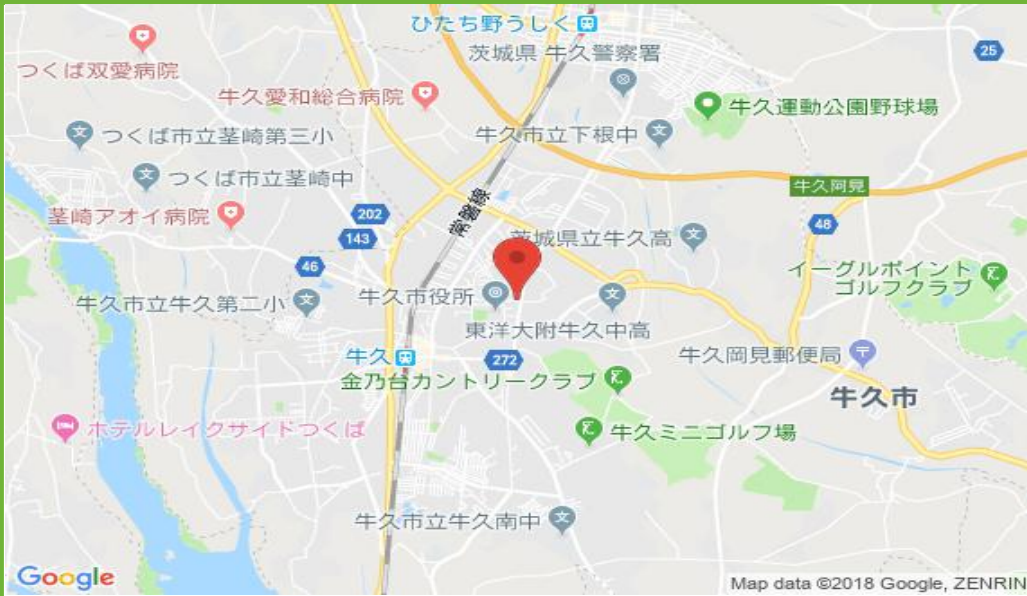 ひたち野うしく
茨城県 牛久警察署
25
つくば双愛病院
牛久愛和総合病院
牛久運動公園野球場
つくば市立茎崎第三小
牛久市立下根中
つくば市立茎崎中
牛久阿見
茎崎アオイ病院
202
常磐線
48
143
茨城県立牛久高
46
イーグルポイント
ゴルフクラブ
牛久市立牛久第二小
牛久市役所
東洋大附牛久中高
牛久
272
牛久岡見郵便局
金乃台カントリークラブ
牛久市
ホテルレイクサイドつくば
牛久ミニゴルフ場
牛久市立牛久南中
Google
Map data ©2018 Google, ZENRIN